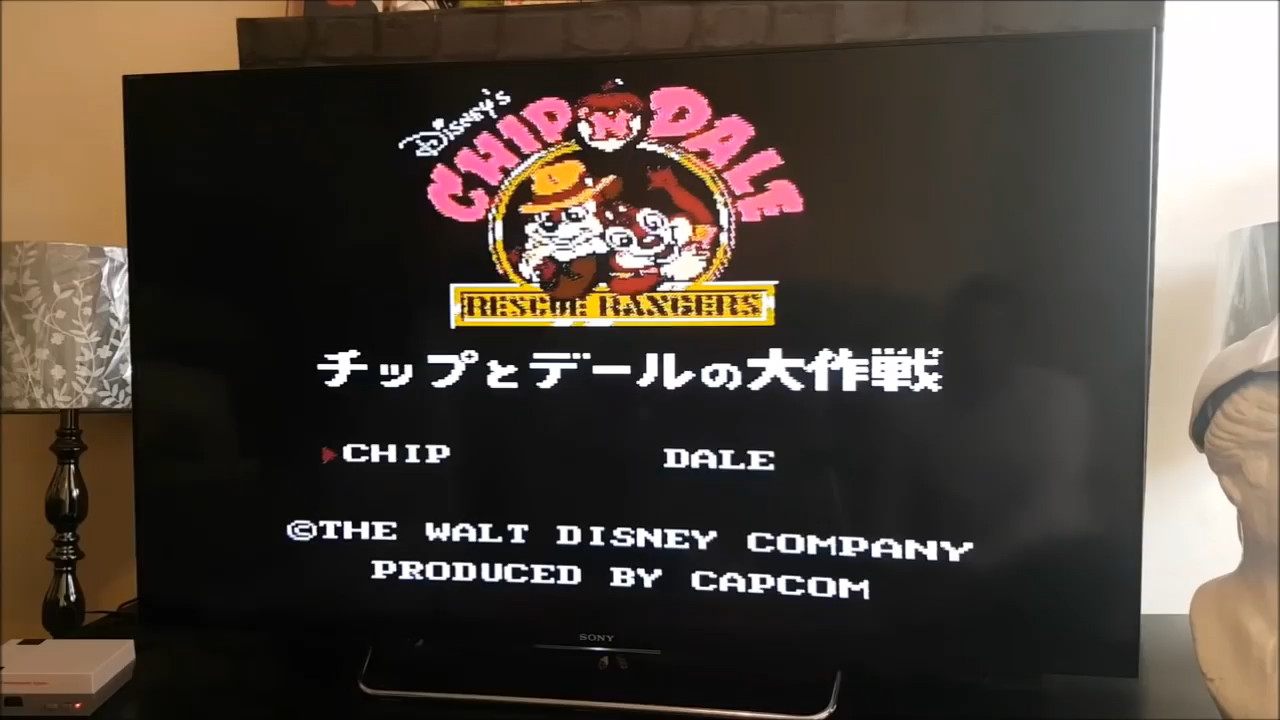 Disney's
CHIP 'N DALE
RESCUE RANGERS
チップとデールの大作戦
CHIP DALE
©THE WALT DISNEY COMPANY
PRODUCED BY CAPCOM
SONY